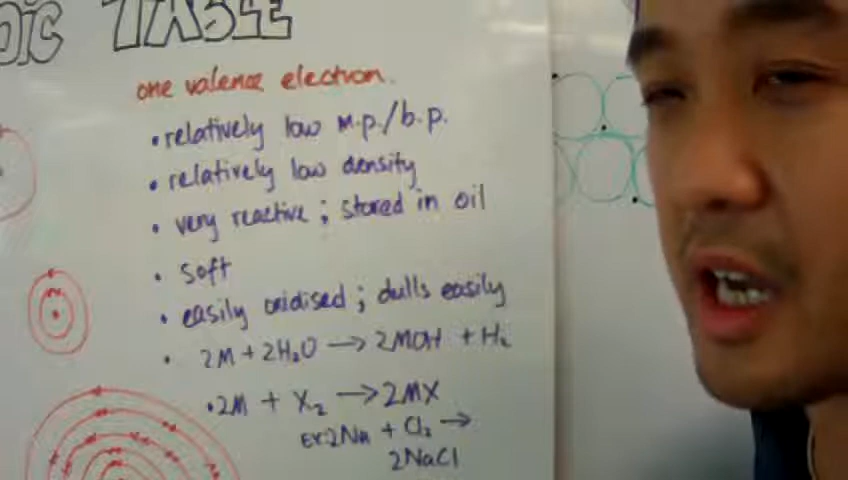 ODIC TABLE
one valence electron.
• relatively low m.p./b.p.
• relatively low density
• very reactive ; stored in oil
• soft
• easily oxidised ; dulls easily
• 2M + 2H₂O → 2MOH + H₂
• 2M + X₂ → 2MX
Ex: 2Na + Cl₂ →
2NaCl